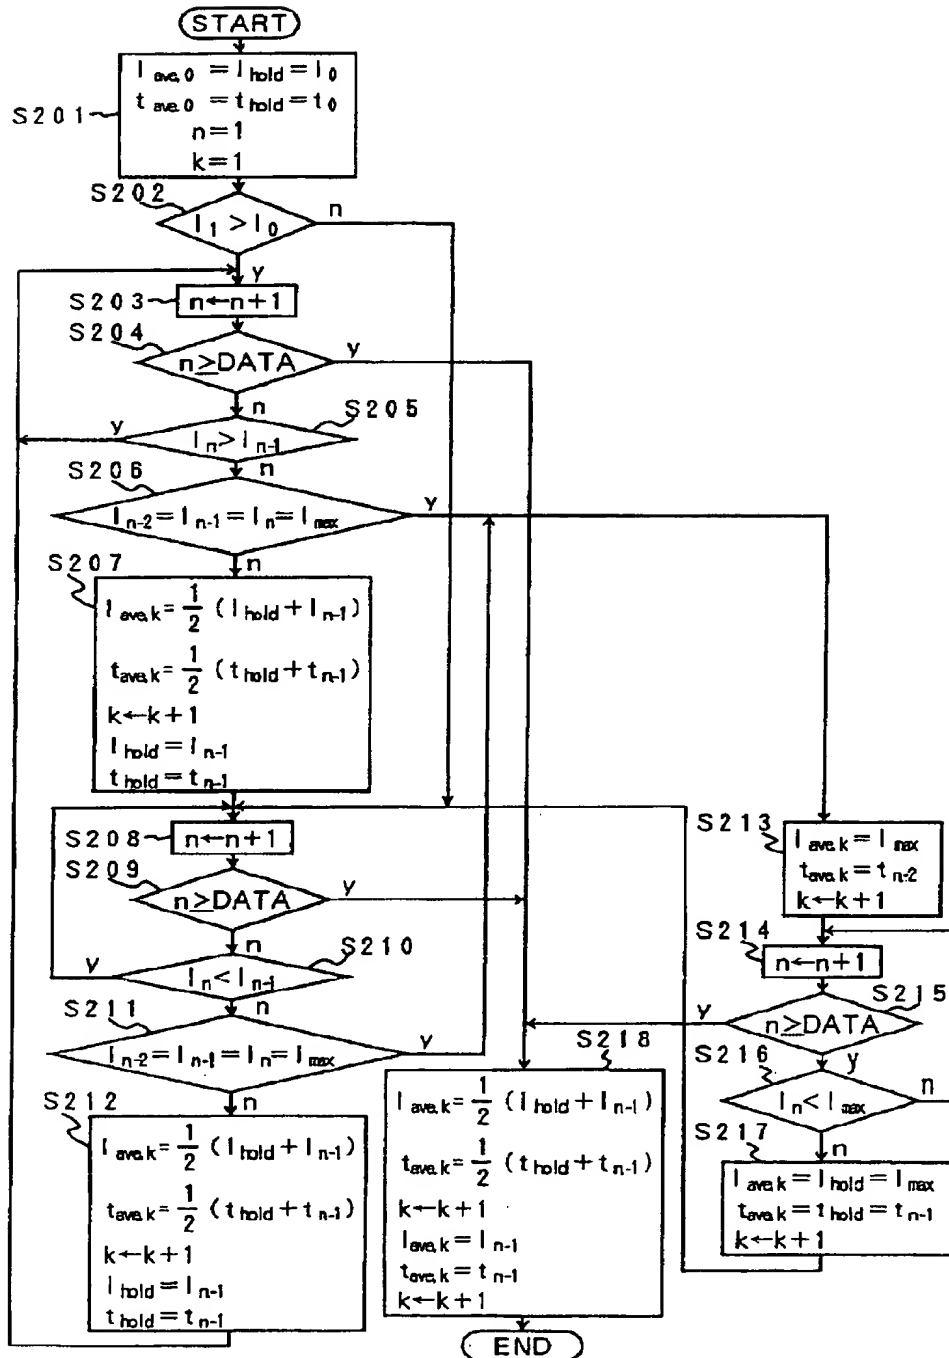 START
S201
I ave,0 = I hold = I 0
t ave.0 = t hold = t 0
n=1
k=1
S202
I 1 > I 0
n
y
S203
n←n+1
S204
n≥DATA
y
n
S205
y
I n > I n-1
n
S206
I n-2 = I n-1 = I n = I max
y
n
S207
I ave,k = 1/2 (I hold + I n-1)
t ave,k = 1/2 (t hold + t n-1)
k←k+1
I hold = I n-1
t hold = t n-1
S208
n←n+1
S209
n≥DATA
y
n
S210
y
I n < I n-1
n
S211
I n-2 = I n-1 = I n = I max
y
n
S212
I ave,k = 1/2 (I hold + I n-1)
t ave,k = 1/2 (t hold + t n-1)
k←k+1
I hold = I n-1
t hold = t n-1
S213
I ave,k = I max
t ave,k = t n-2
k←k+1
S214
n←n+1
S215
y
n≥DATA
y
S216
I n < I max
n
n
S217
I ave,k = I hold = I max
t ave,k = t hold = t n-1
k←k+1
S218
I ave,k = 1/2 (I hold + I n-1)
t ave,k = 1/2 (t hold + t n-1)
k←k+1
I ave,k = I n-1
t ave,k = t n-1
k←k+1
END